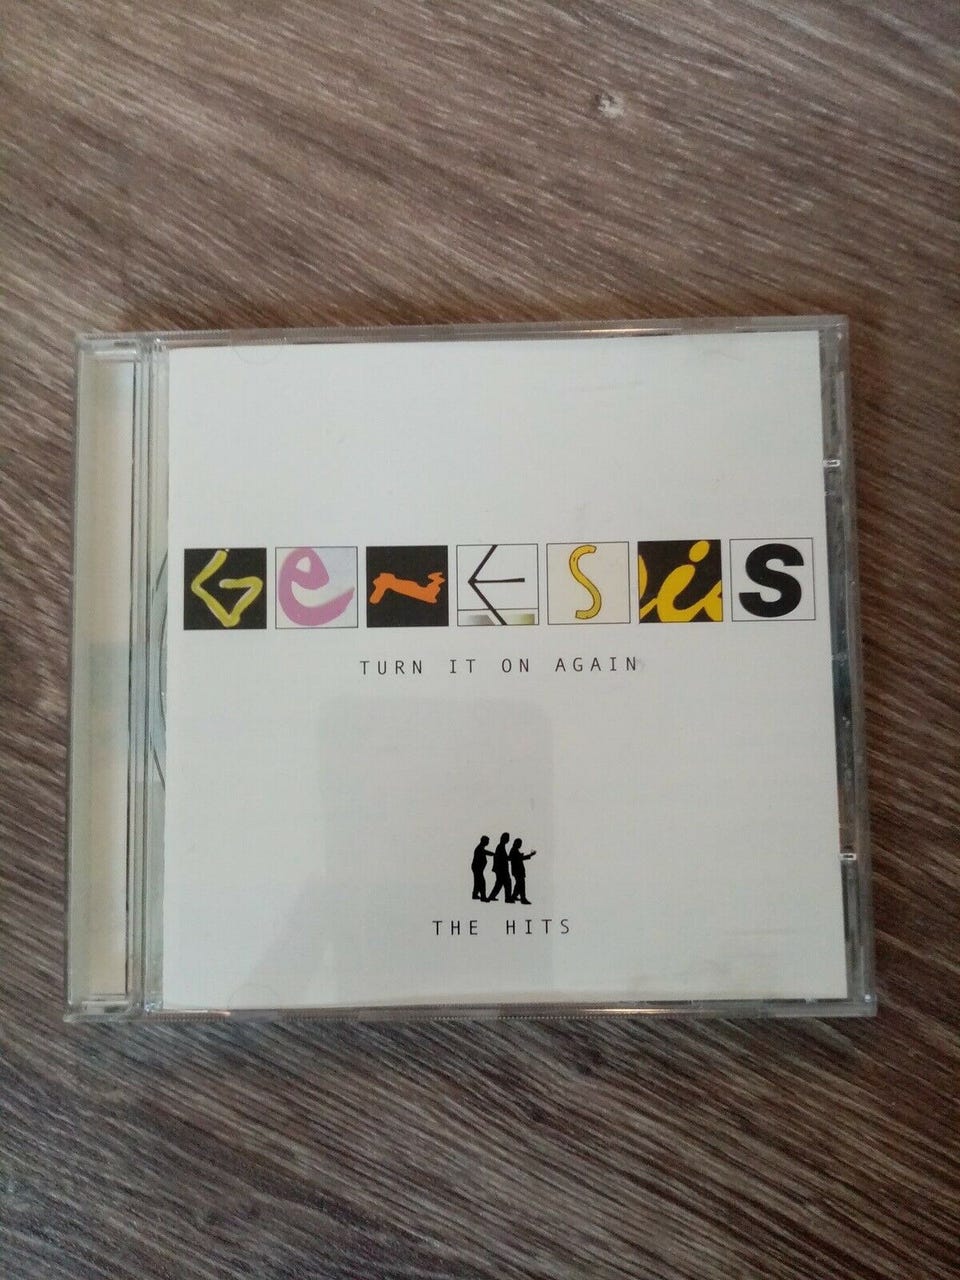 Genesis
TURN IT ON AGAIN
THE HITS